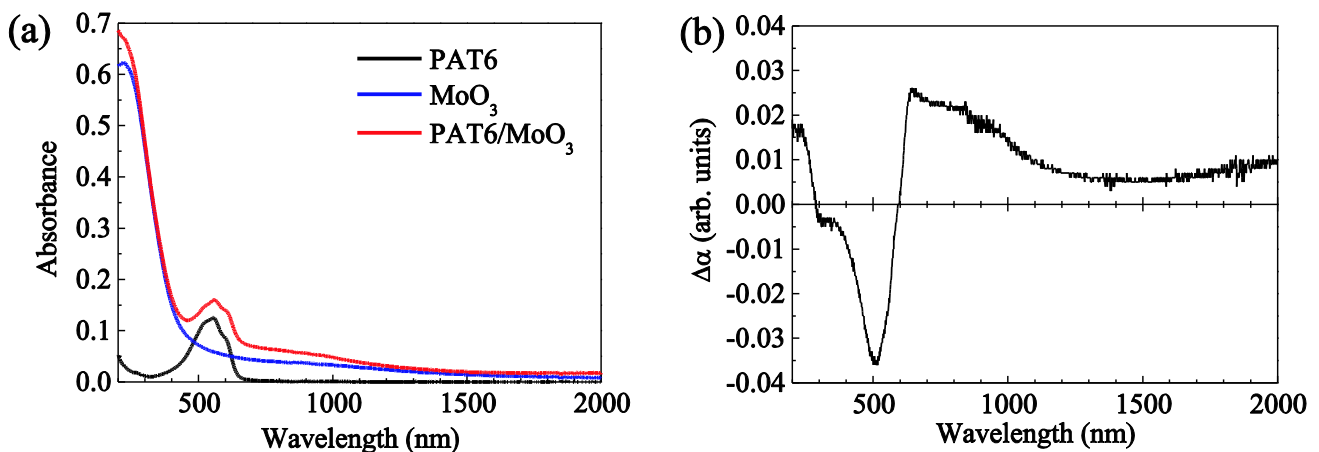 (a)
0.7
0.6
0.5
0.4
0.3
0.2
0.1
0.0
Absorbance
PAT6
MoO₃
PAT6/MoO₃
500 1000 1500 2000
Wavelength (nm)
(b)
0.04
0.03
0.02
0.01
0.00
-0.01
-0.02
-0.03
-0.04
Δα (arb. units)
500 1000 1500 2000
Wavelength (nm)